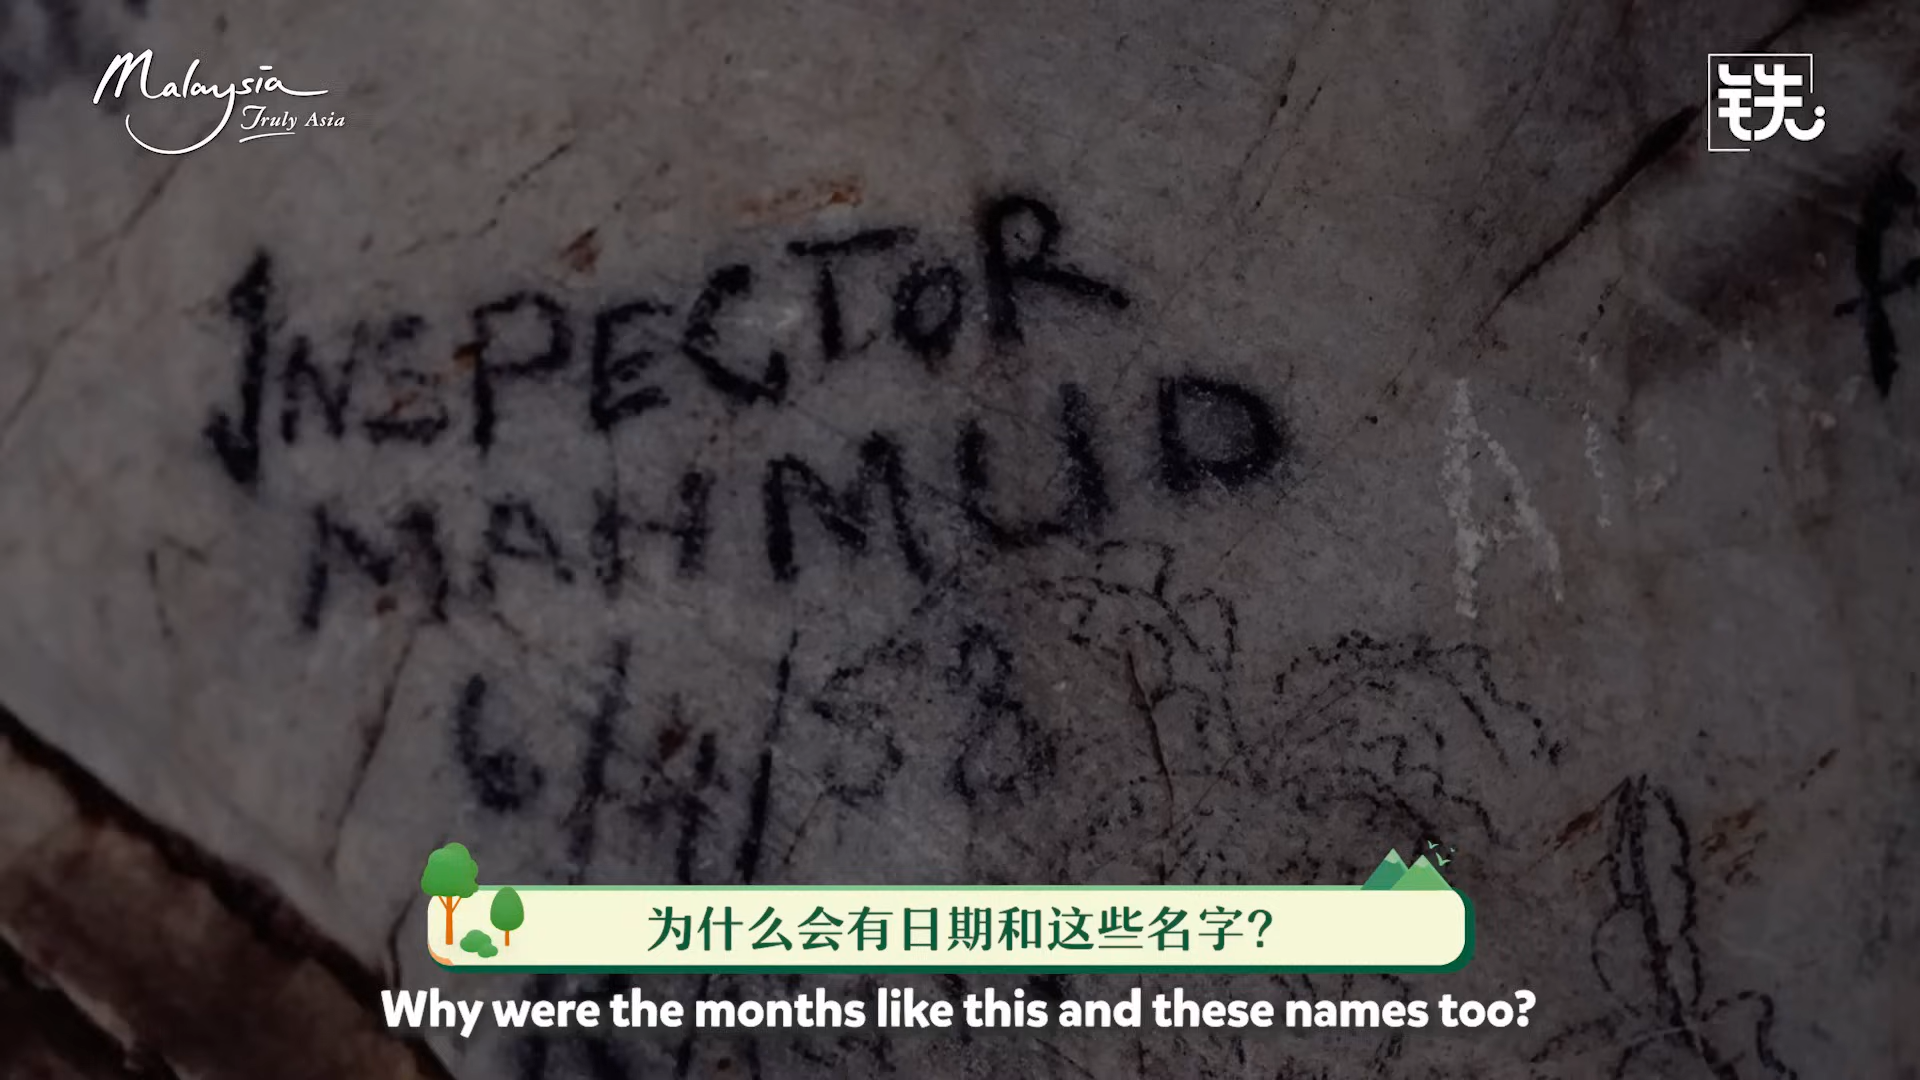 Malaysia
Truly Asia
铁
INSPECTOR
MAHMUD
6/4/58
为什么会有日期和这些名字?
Why were the months like this and these names too?